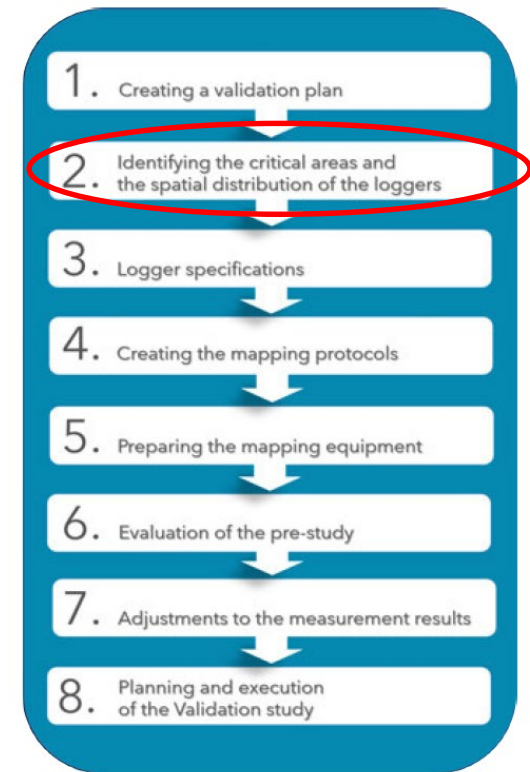 1. Creating a validation plan
2. Identifying the critical areas and
the spatial distribution of the loggers
3. Logger specifications
4. Creating the mapping protocols
5. Preparing the mapping equipment
6. Evaluation of the pre-study
7. Adjustments to the measurement results
8. Planning and execution
of the Validation study